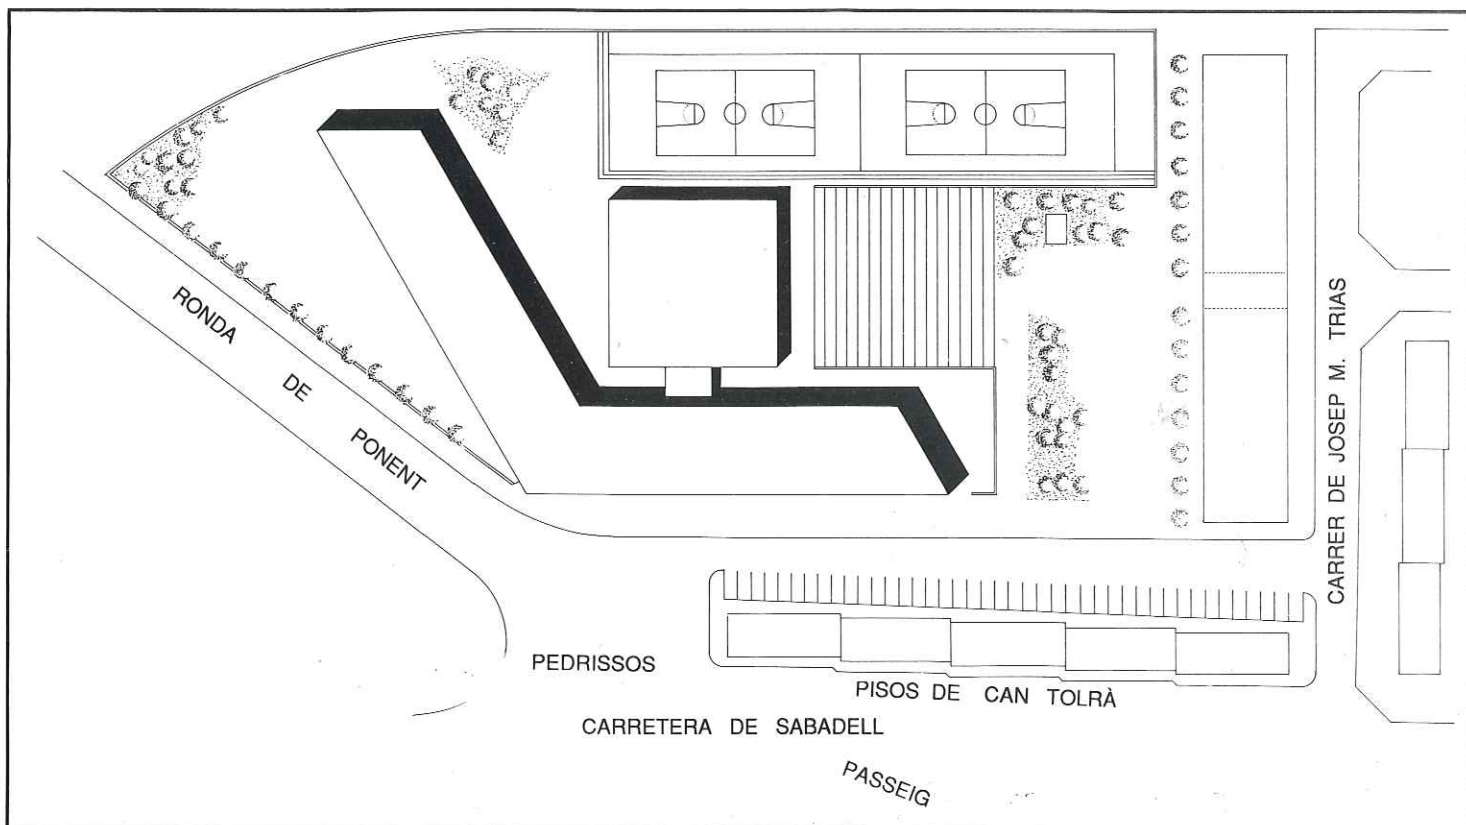 RONDA
DE
PONENT
CARRER DE JOSEP M. TRIAS
PEDRISSOS
PISOS DE CAN TOLRÀ
CARRETERA DE SABADELL
PASSEIG